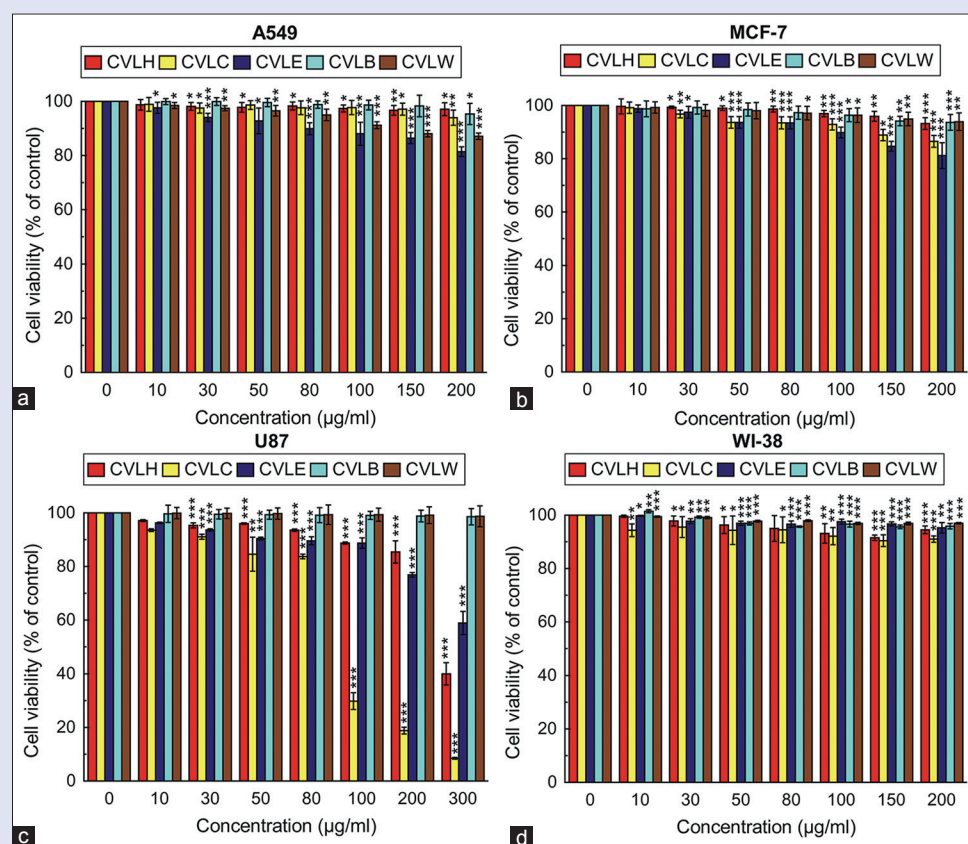 A549
CVLH CVLC CVLE CVLB CVLW
Cell viability (% of control)
100
80
60
40
20
0
0 10 30 50 80 100 150 200
Concentration (µg/ml)
a
MCF-7
CVLH CVLC CVLE CVLB CVLW
Cell viability (% of control)
100
80
60
40
20
0
0 10 30 50 80 100 150 200
Concentration (µg/ml)
b
U87
CVLH CVLC CVLE CVLB CVLW
Cell viability (% of control)
100
80
60
40
20
0
0 10 30 50 80 100 200 300
Concentration (µg/ml)
c
WI-38
CVLH CVLC CVLE CVLB CVLW
Cell viability (% of control)
100
80
60
40
20
0
0 10 30 50 80 100 150 200
Concentration (µg/ml)
d